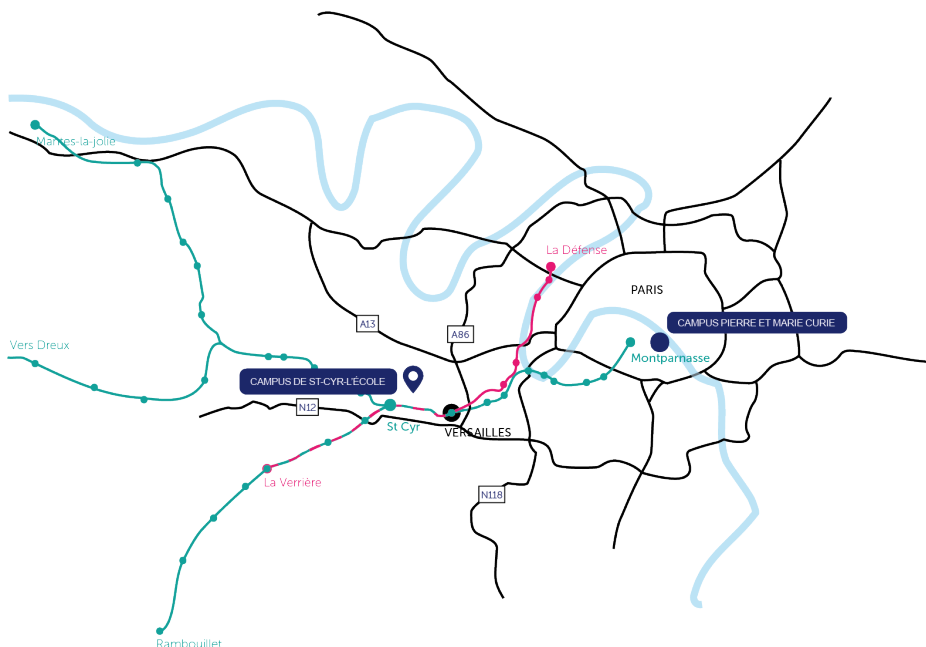 Mantes-la-jolie
La Défense
PARIS
A13
CAMPUS PIERRE ET MARIE CURIE
A86
Vers Dreux
Montparnasse
CAMPUS DE ST-CYR-L'ÉCOLE
N12
St Cyr
VERSAILLES
La Verrière
N118
Rambouillet